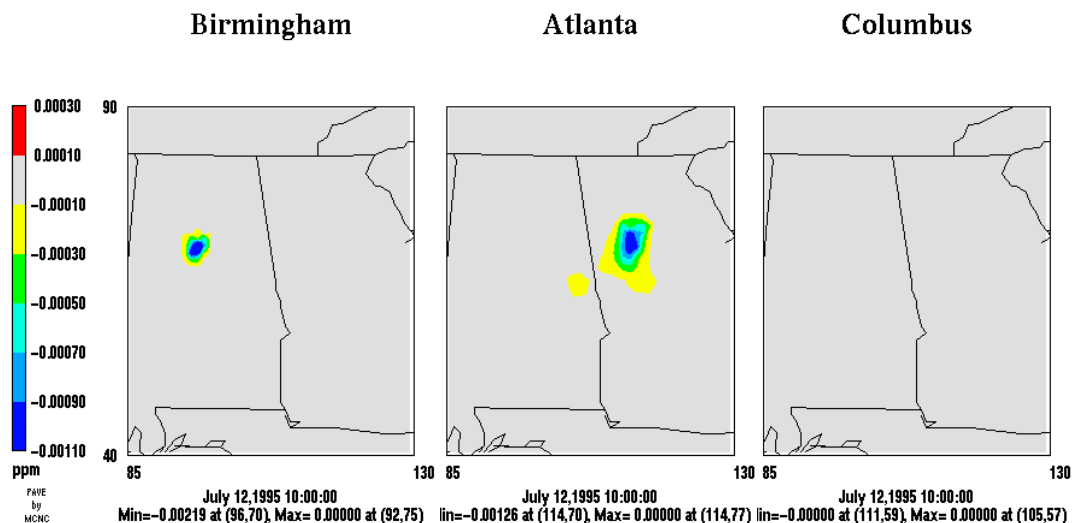 Birmingham Atlanta Columbus
0.00030
0.00010
-0.00010
-0.00030
-0.00050
-0.00070
-0.00090
-0.00110
ppm
PAVE
by
MCNC
90
40
85 130 85 130 85 130
July 12,1995 10:00:00 July 12,1995 10:00:00 July 12,1995 10:00:00
Min=-0.00219 at (96,70), Max= 0.00000 at (92,75) lin=-0.00126 at (114,70), Max= 0.00000 at (114,77) lin=-0.00000 at (111,59), Max= 0.00000 at (105,57)